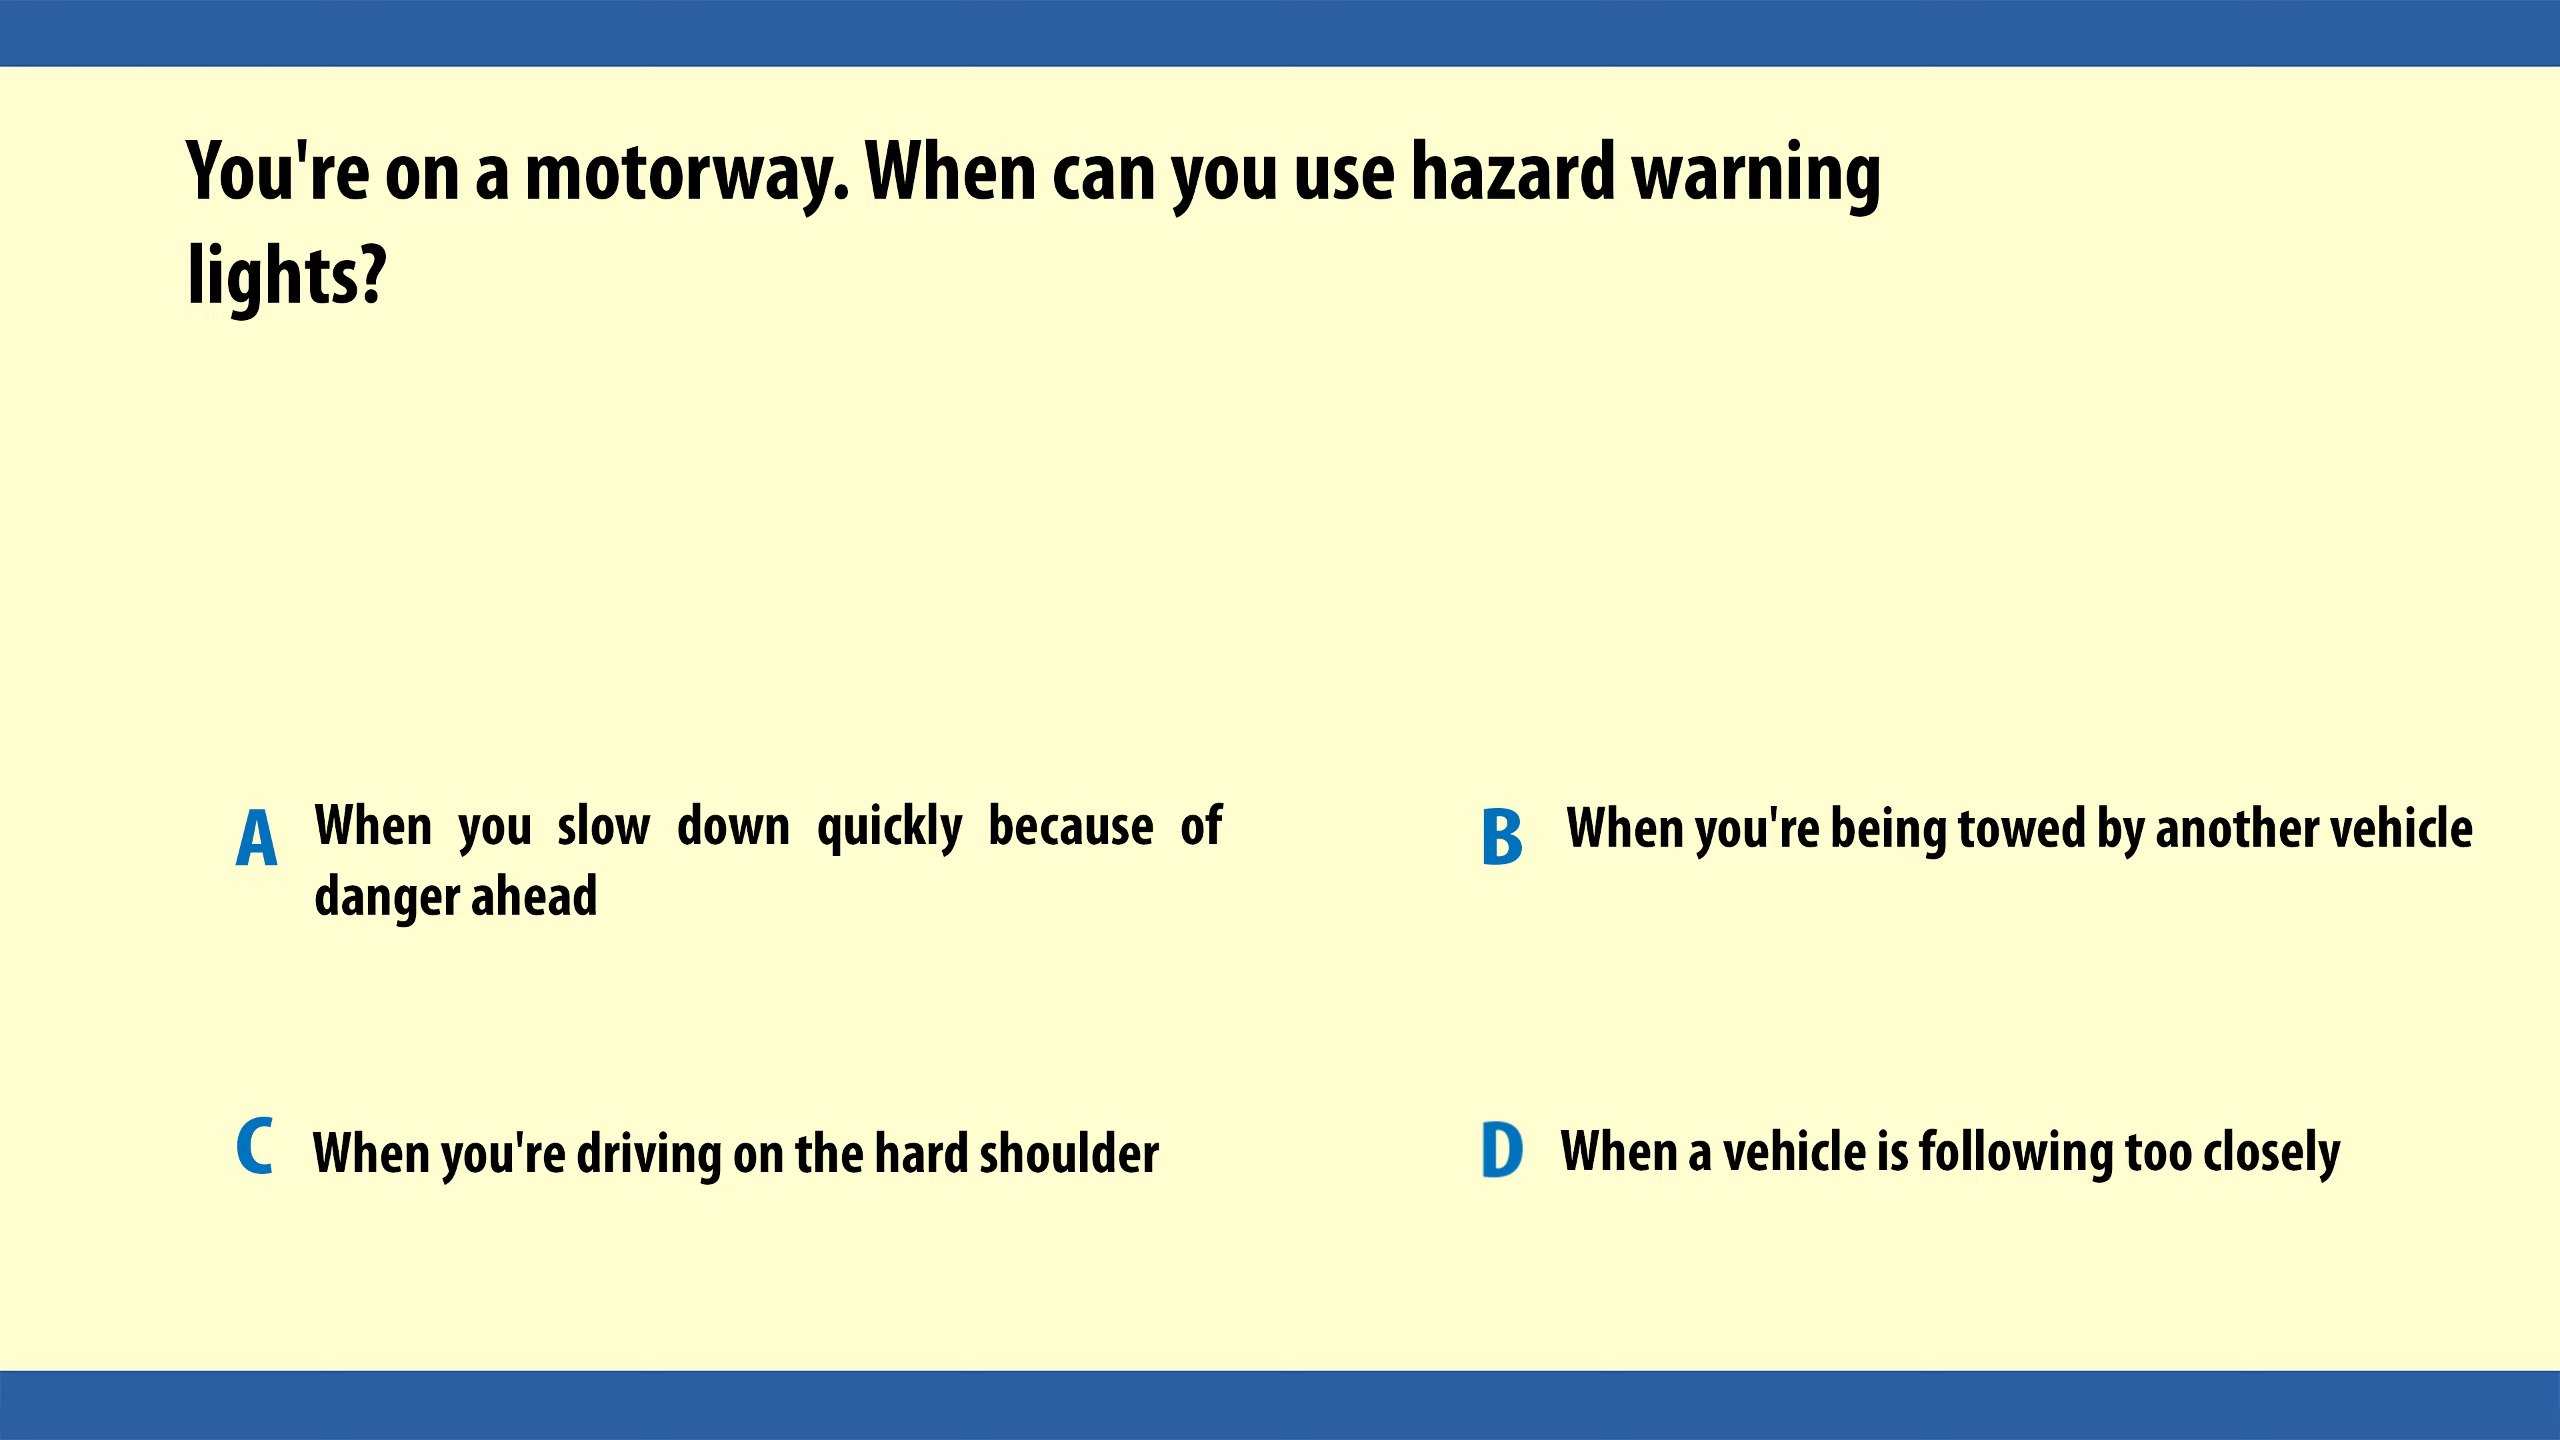 You're on a motorway. When can you use hazard warning
lights?
A When you slow down quickly because of
danger ahead
B When you're being towed by another vehicle
C When you're driving on the hard shoulder
D When a vehicle is following too closely